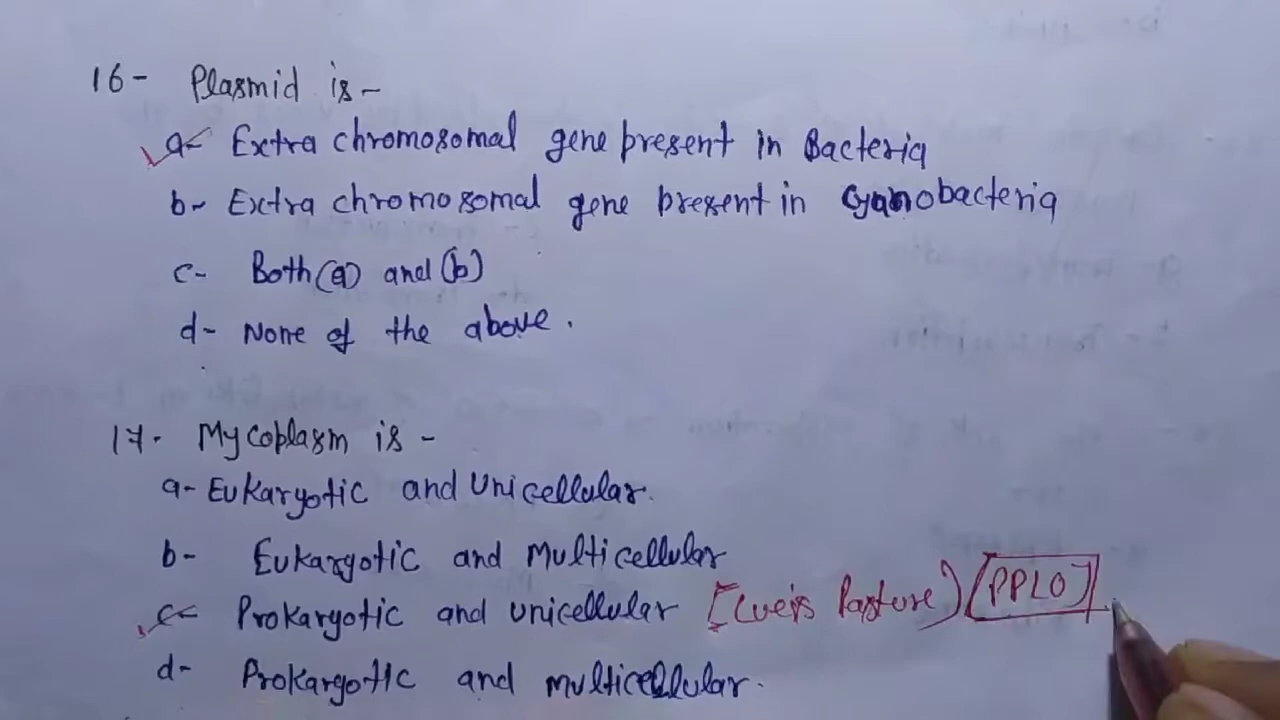 16- Plasmid is -
a- Extra chromosomal gene present in Bacteria
b- Extra chromosomal gene present in Cyanobacteria
c- Both (a) and (b)
d- None of the above.
17. Mycoplasm is -
a- Eukaryotic and Unicellular.
b- Eukaryotic and Multicellular
c- Prokaryotic and unicellular [(Lueis Pasture) [PPLO]
d- Prokaryotic and multicellular.